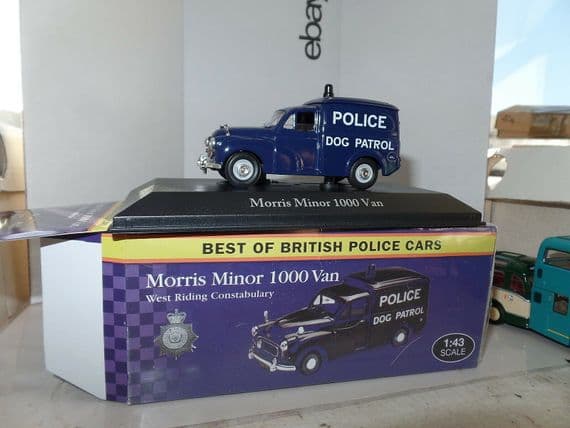 ebay
POLICE
DOG PATROL
Morris Minor 1000 Van
BEST OF BRITISH POLICE CARS
Morris Minor 1000 Van
West Riding Constabulary
POLICE
DOG PATROL
1:43
SCALE